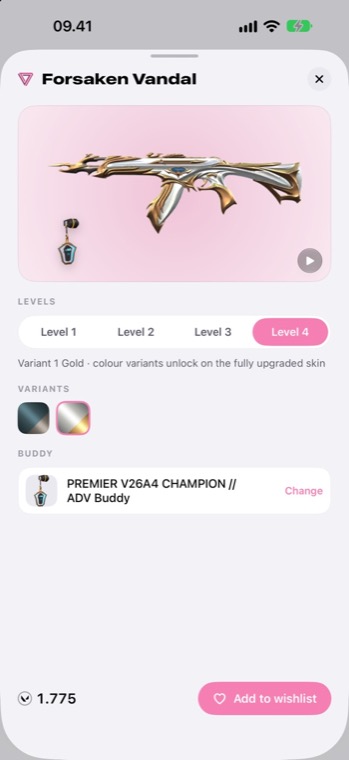 09.41
Forsaken Vandal
LEVELS
Level 1 Level 2 Level 3 Level 4
Variant 1 Gold · colour variants unlock on the fully upgraded skin
VARIANTS
BUDDY
PREMIER V26A4 CHAMPION //
ADV Buddy
Change
1.775
Add to wishlist